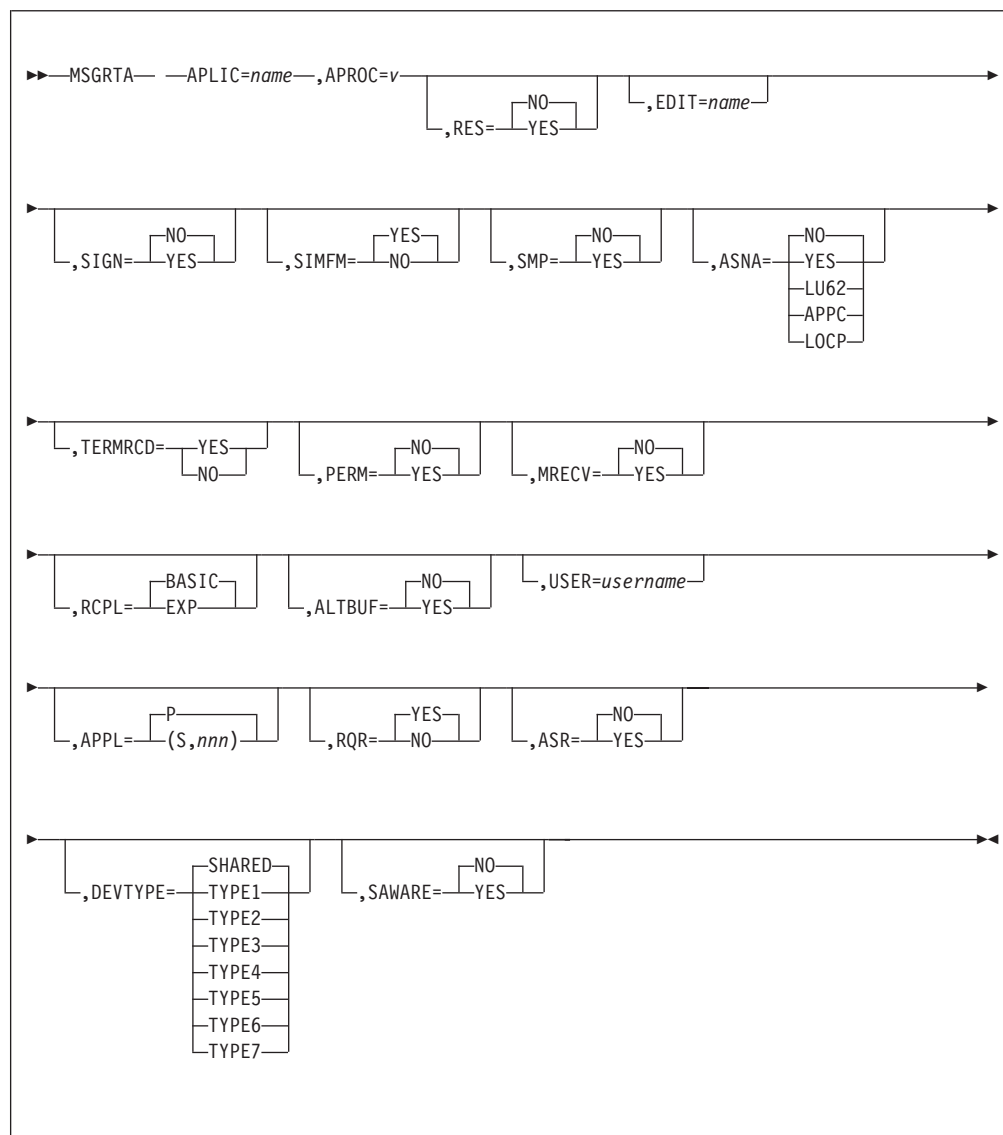 MSGRTA APLIC=name ,APROC=v
NO
,RES= YES
,EDIT=name
NO
,SIGN= YES
YES
,SIMFM= NO
NO
,SMP= YES
NO
,ASNA= YES
LU62
APPC
LOCP
,TERMRCD= YES
NO
NO
,PERM= YES
NO
,MRECV= YES
BASIC
,RCPL= EXP
NO
,ALTBUF= YES
,USER=username
P
,APPL= (S,nnn)
YES
,RQR= NO
NO
,ASR= YES
SHARED
,DEVTYPE= TYPE1
TYPE2
TYPE3
TYPE4
TYPE5
TYPE6
TYPE7
NO
,SAWARE= YES